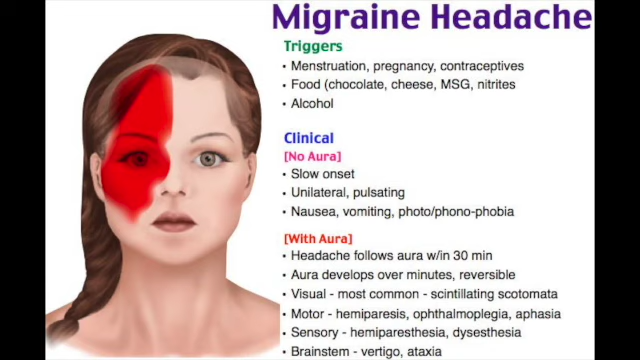 Migraine Headache
Triggers
• Menstruation, pregnancy, contraceptives
• Food (chocolate, cheese, MSG, nitrites
• Alcohol
Clinical
[No Aura]
• Slow onset
• Unilateral, pulsating
• Nausea, vomiting, photo/phono-phobia
[With Aura]
• Headache follows aura w/in 30 min
• Aura develops over minutes, reversible
• Visual - most common - scintillating scotomata
• Motor - hemiparesis, ophthalmoplegia, aphasia
• Sensory - hemiparesthesia, dysesthesia
• Brainstem - vertigo, ataxia